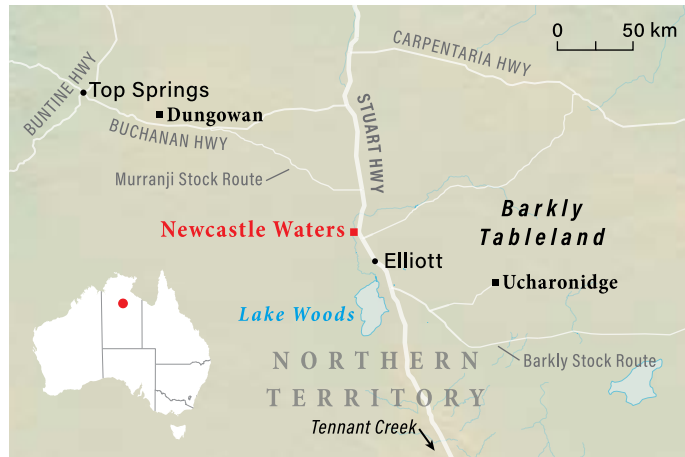 0 50 km
CARPENTARIA HWY
BUNTINE HWY
Top Springs
Dungowan
BUCHANAN HWY
STUART HWY
Murranji Stock Route
Newcastle Waters
Barkly
Tableland
Elliott
Ucharonidge
Lake Woods
NORTHERN
TERRITORY
Barkly Stock Route
Tennant Creek